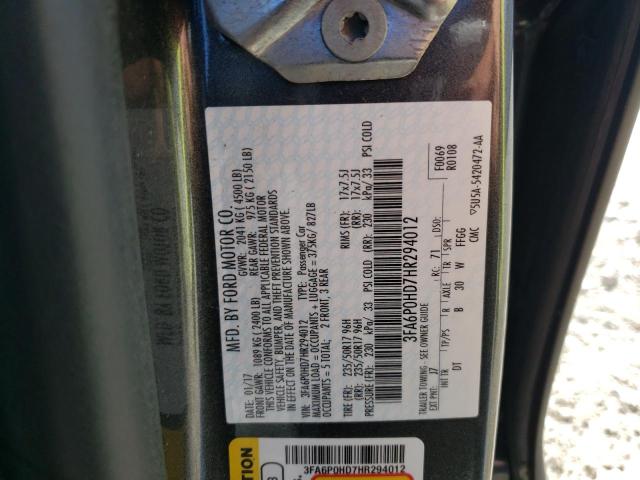 MFD. BY FORD MOTOR CO.
DATE: 01/17 GVWR: 2041 KG ( 4500 LB)
FRONT GAWR: 1089 KG ( 2400 LB) REAR GAWR: 975 KG ( 2150 LB)
THIS VEHICLE CONFORMS TO ALL APPLICABLE FEDERAL MOTOR
VEHICLE SAFETY, BUMPER, AND THEFT PREVENTION STANDARDS
IN EFFECT ON THE DATE OF MANUFACTURE SHOWN ABOVE.
VIN: 3FA6P0HD7HR294012 TYPE: Passenger Car
MAXIMUM LOAD = OCCUPANTS + LUGGAGE = 375KG/ 827LB
OCCUPANTS = 5 TOTAL: 2 FRONT, 3 REAR
TIRE (FR): 235/50R17 96H RIMS (FR): 17x7.5J
(RR): 235/50R17 96H (RR): 17x7.5J
PRESSURE (FR): 230 kPa/ 33 PSI COLD (RR): 230 kPa/ 33 PSI COLD
3FA6P0HD7HR294012
F0069
R0108
TRAILER TOWING - SEE OWNER GUIDE
EXT PNT: J7 RC: 71 DSO:
INT TR TP/PS R AXLE TR SPR
DT B 30 W FFGG
CMC 5U5A-5420472-AA
3FA6P0HD7HR294012